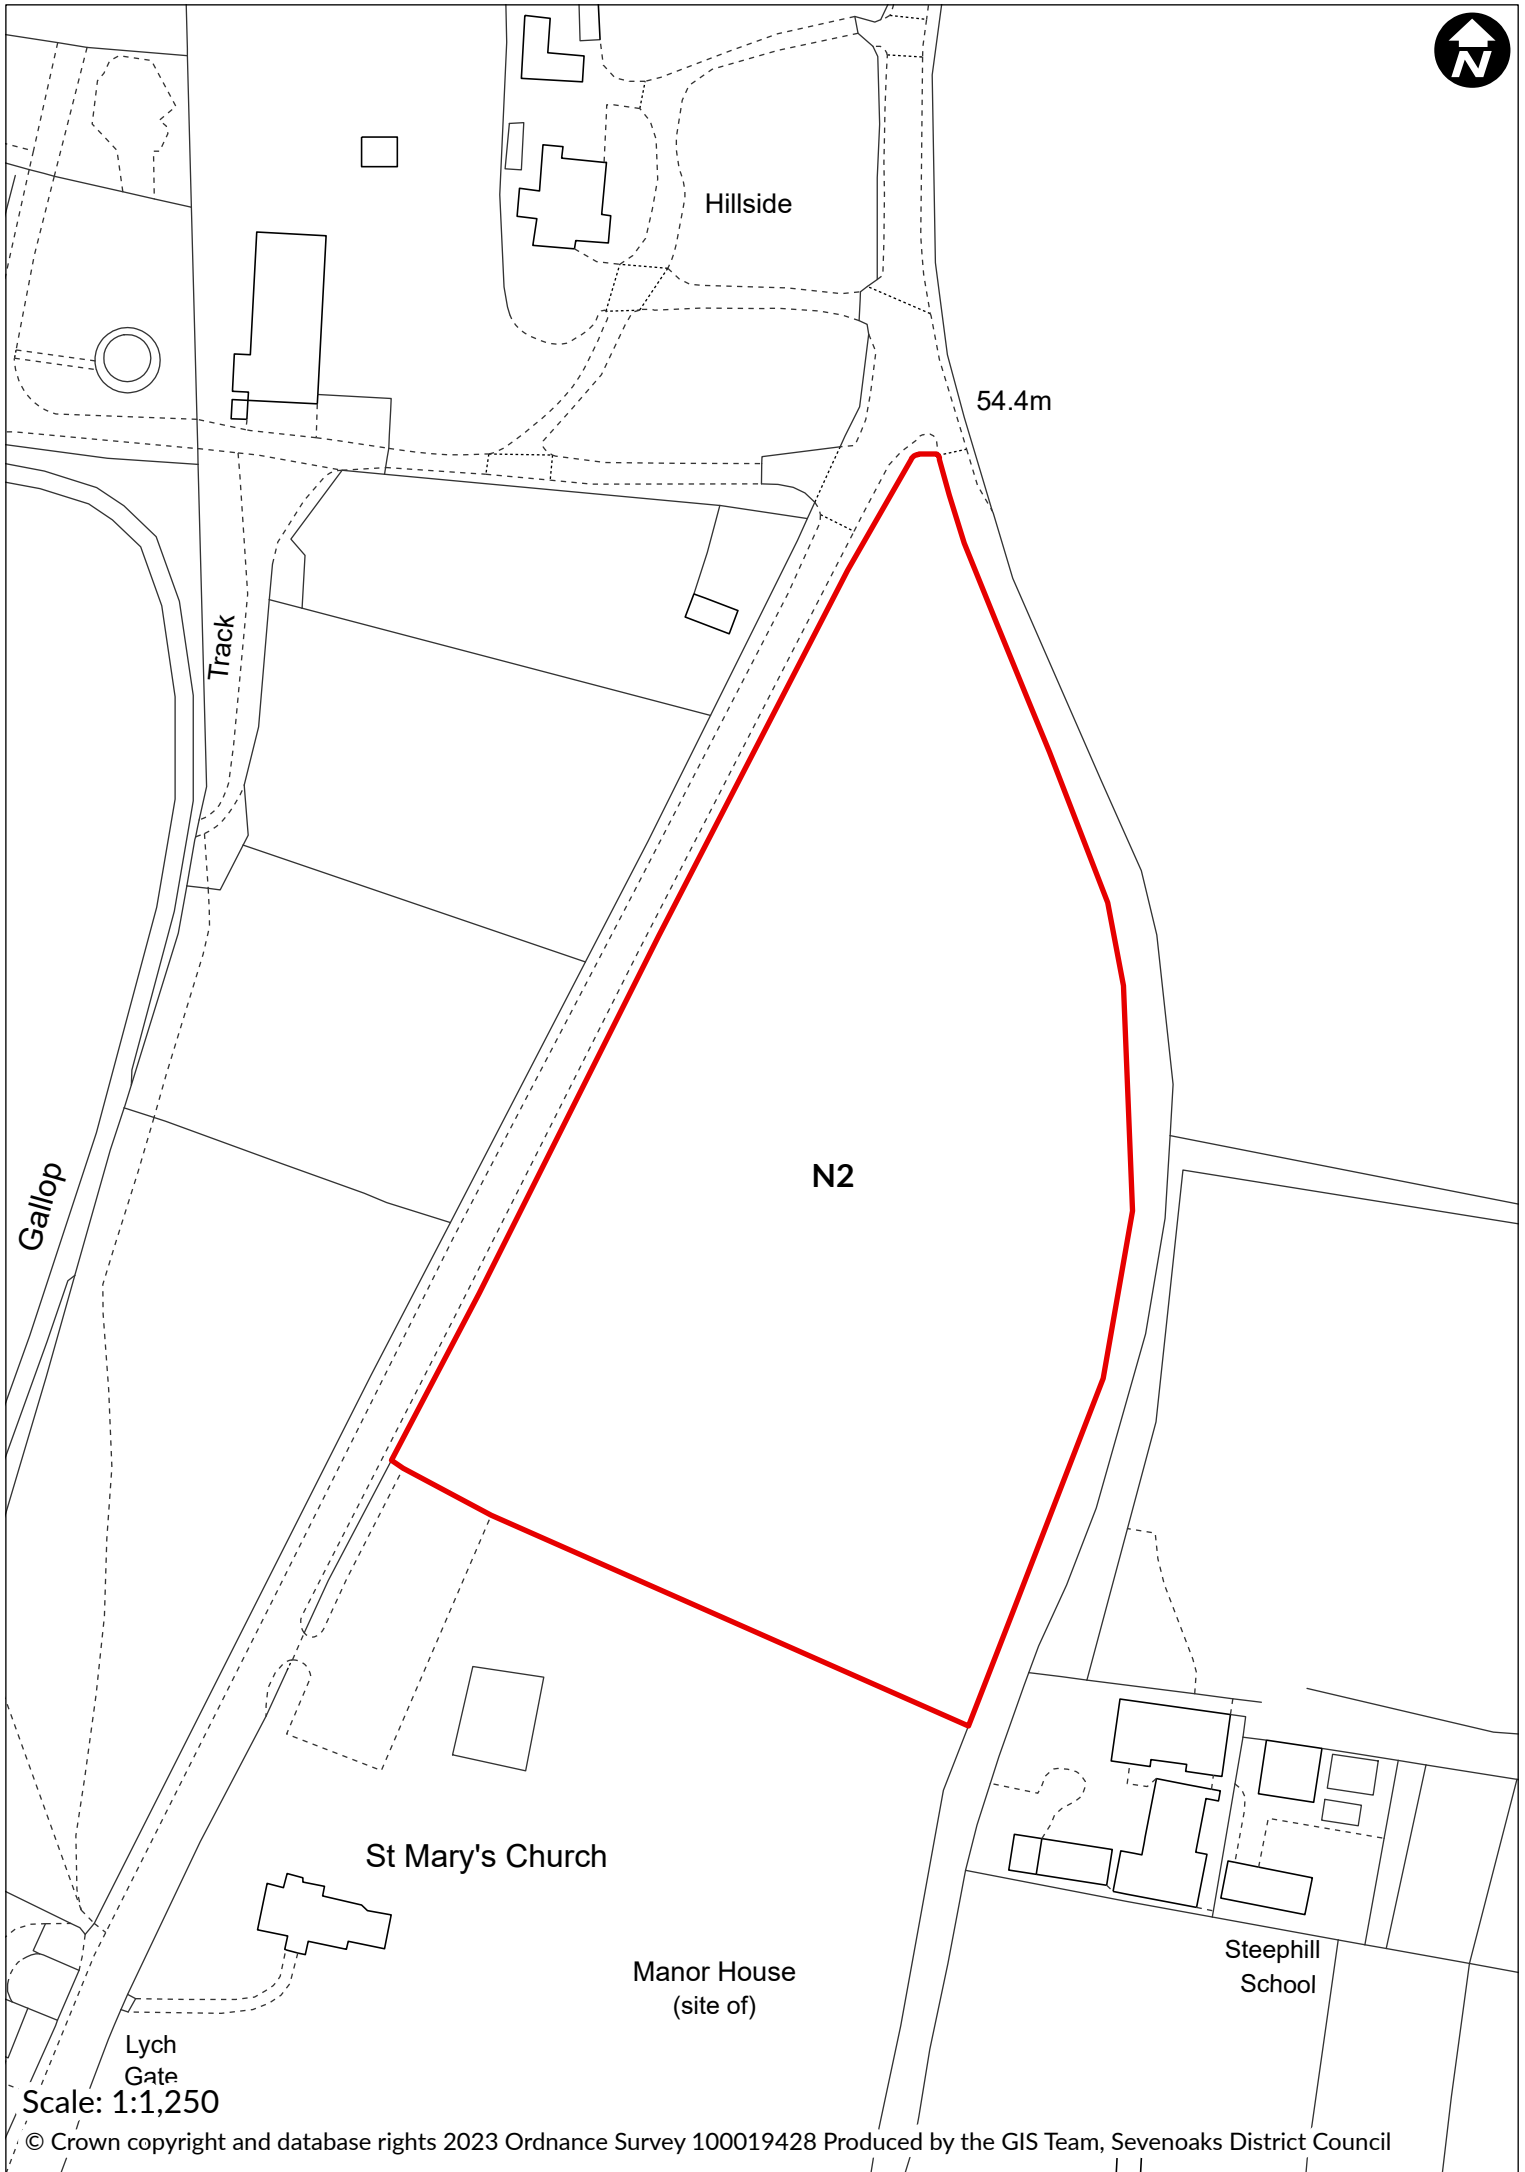 N
Hillside
54.4m
Track
Gallop
N2
St Mary's Church
Manor House
(site of)
Steephill
School
Lych
Gate
Scale: 1:1,250
© Crown copyright and database rights 2023 Ordnance Survey 100019428 Produced by the GIS Team, Sevenoaks District Council